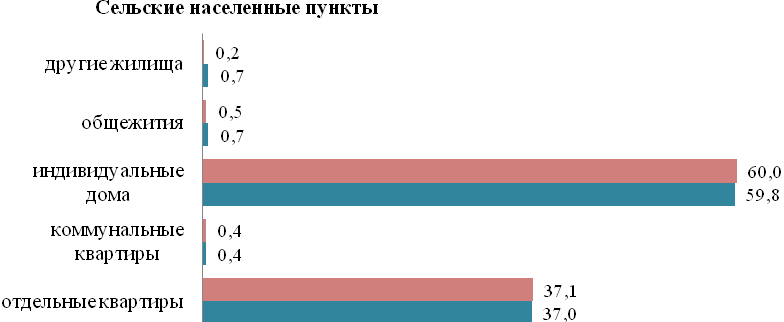 Сельские населенные пункты
другие жилища
0,2
0,7
общежития
0,5
0,7
индивидуальные
дома
60,0
59,8
коммунальные
квартиры
0,4
0,4
отдельные квартиры
37,1
37,0